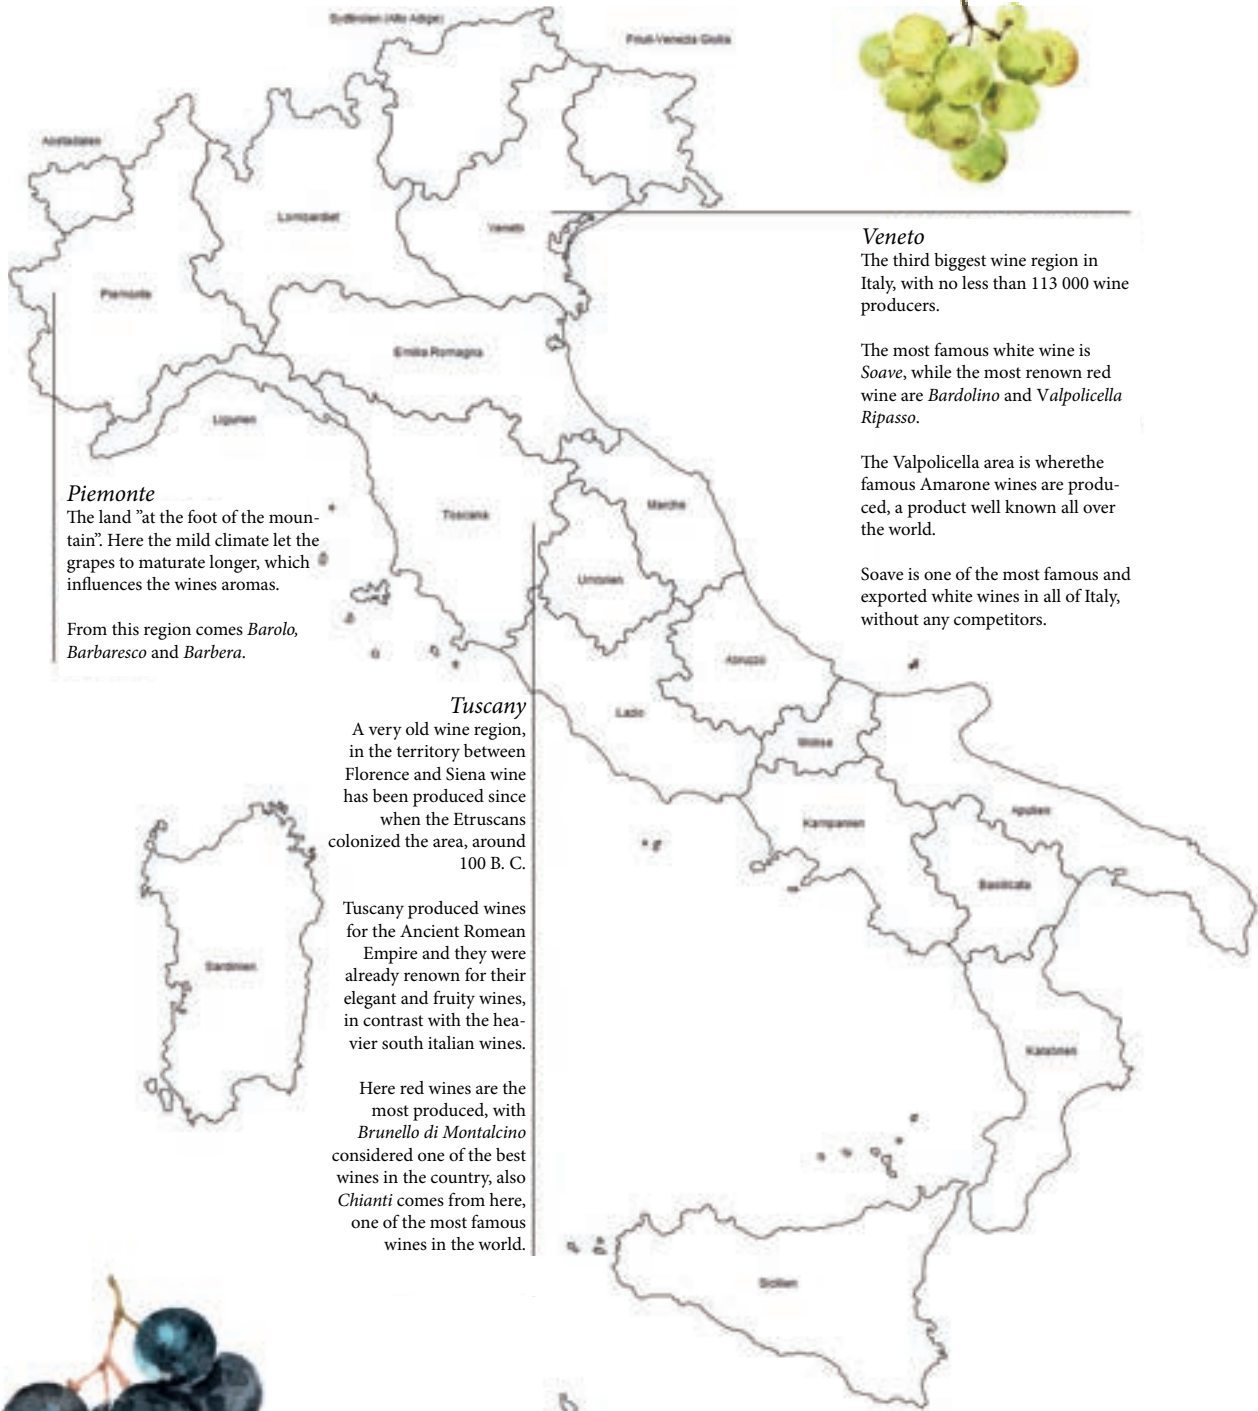 Sydtirolen (Alto Adige)
Friuli-Venezia Giulia
Aostadalen
Lombardiet
Veneto
Piemonte
Emilia Romagna
Ligurien
Toscana
Marche
Umbrien
Abruzzo
Lazio
Molise
Kampanien
Apulien
Basilicata
Sardinien
Kalabrien
Sicilien
Veneto
The third biggest wine region in
Italy, with no less than 113 000 wine
producers.
The most famous white wine is
Soave, while the most renown red
wine are Bardolino and Valpolicella
Ripasso.
The Valpolicella area is wherethe
famous Amarone wines are produ-
ced, a product well known all over
the world.
Soave is one of the most famous and
exported white wines in all of Italy,
without any competitors.
Piemonte
The land ”at the foot of the moun-
tain”. Here the mild climate let the
grapes to maturate longer, which
influences the wines aromas.
From this region comes Barolo,
Barbaresco and Barbera.
Tuscany
A very old wine region,
in the territory between
Florence and Siena wine
has been produced since
when the Etruscans
colonized the area, around
100 B. C.
Tuscany produced wines
for the Ancient Romean
Empire and they were
already renown for their
elegant and fruity wines,
in contrast with the hea-
vier south italian wines.
Here red wines are the
most produced, with
Brunello di Montalcino
considered one of the best
wines in the country, also
Chianti comes from here,
one of the most famous
wines in the world.